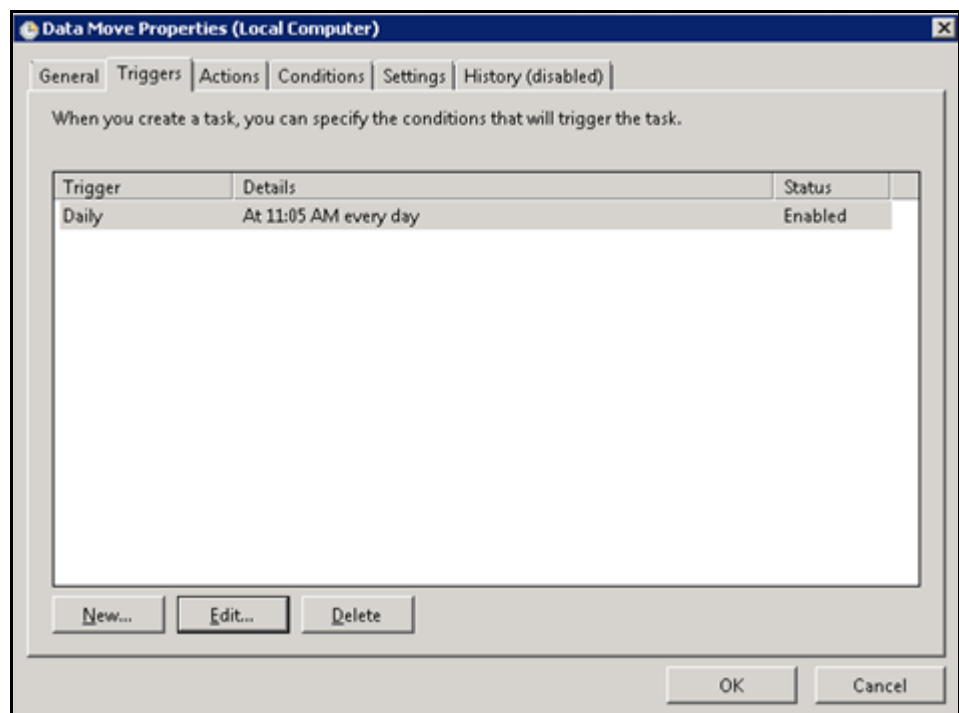 Data Move Properties (Local Computer)
General Triggers Actions Conditions Settings History (disabled)
When you create a task, you can specify the conditions that will trigger the task.
Trigger Details Status
Daily At 11:05 AM every day Enabled
New... Edit... Delete
OK Cancel